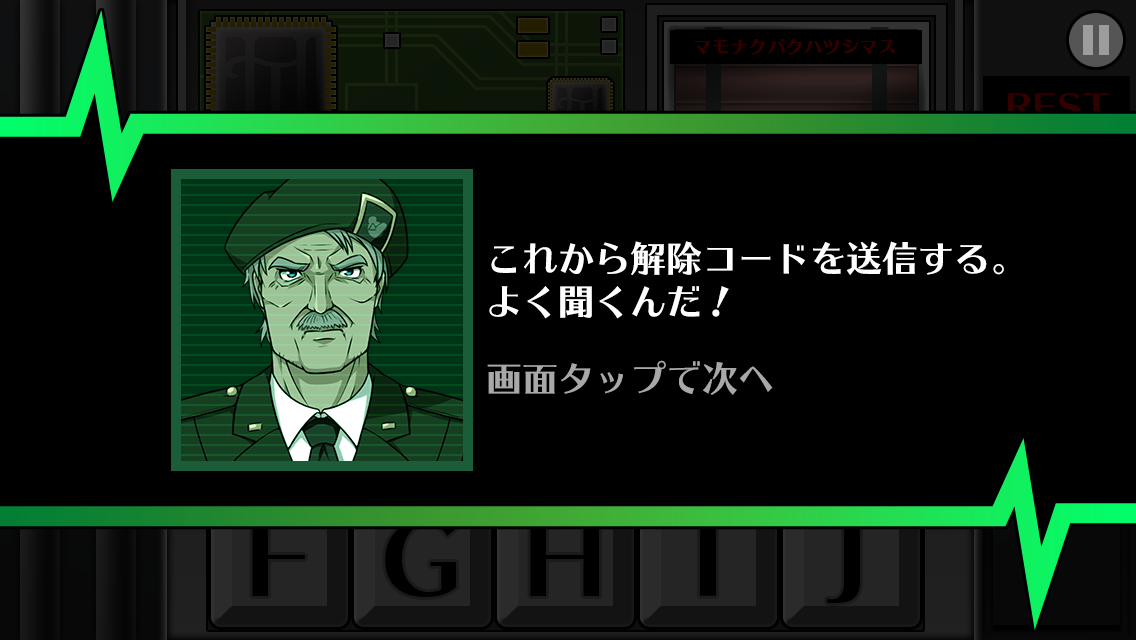 マモナクバクハツシマス
REST
これから解除コードを送信する。
よく聞くんだ！
画面タップで次へ
F G H I J